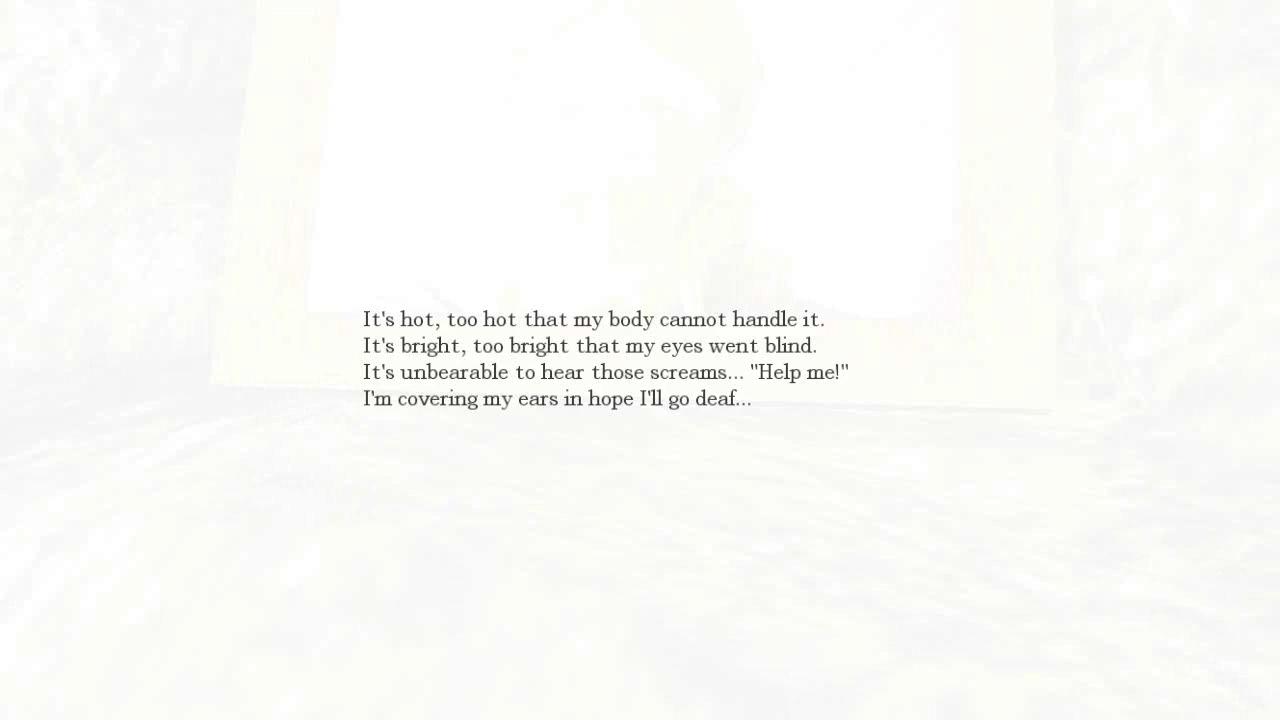 It's hot, too hot that my body cannot handle it.
It's bright, too bright that my eyes went blind.
It's unbearable to hear those screams... "Help me!"
I'm covering my ears in hope I'll go deaf...